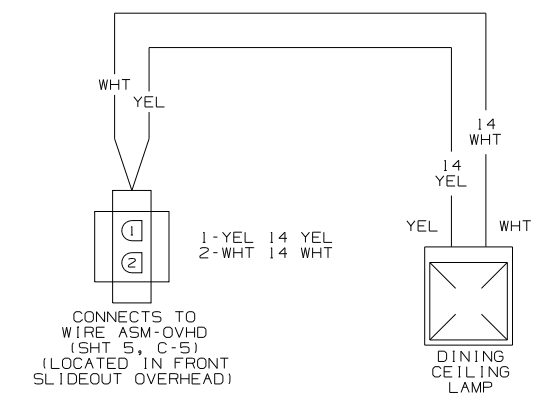 WHT
YEL
14
WHT
14
YEL
YEL
WHT
1
2
1-YEL 14 YEL
2-WHT 14 WHT
CONNECTS TO
WIRE ASM-OVHD
(SHT 5, C-5)
(LOCATED IN FRONT
SLIDEOUT OVERHEAD)
DINING
CEILING
LAMP